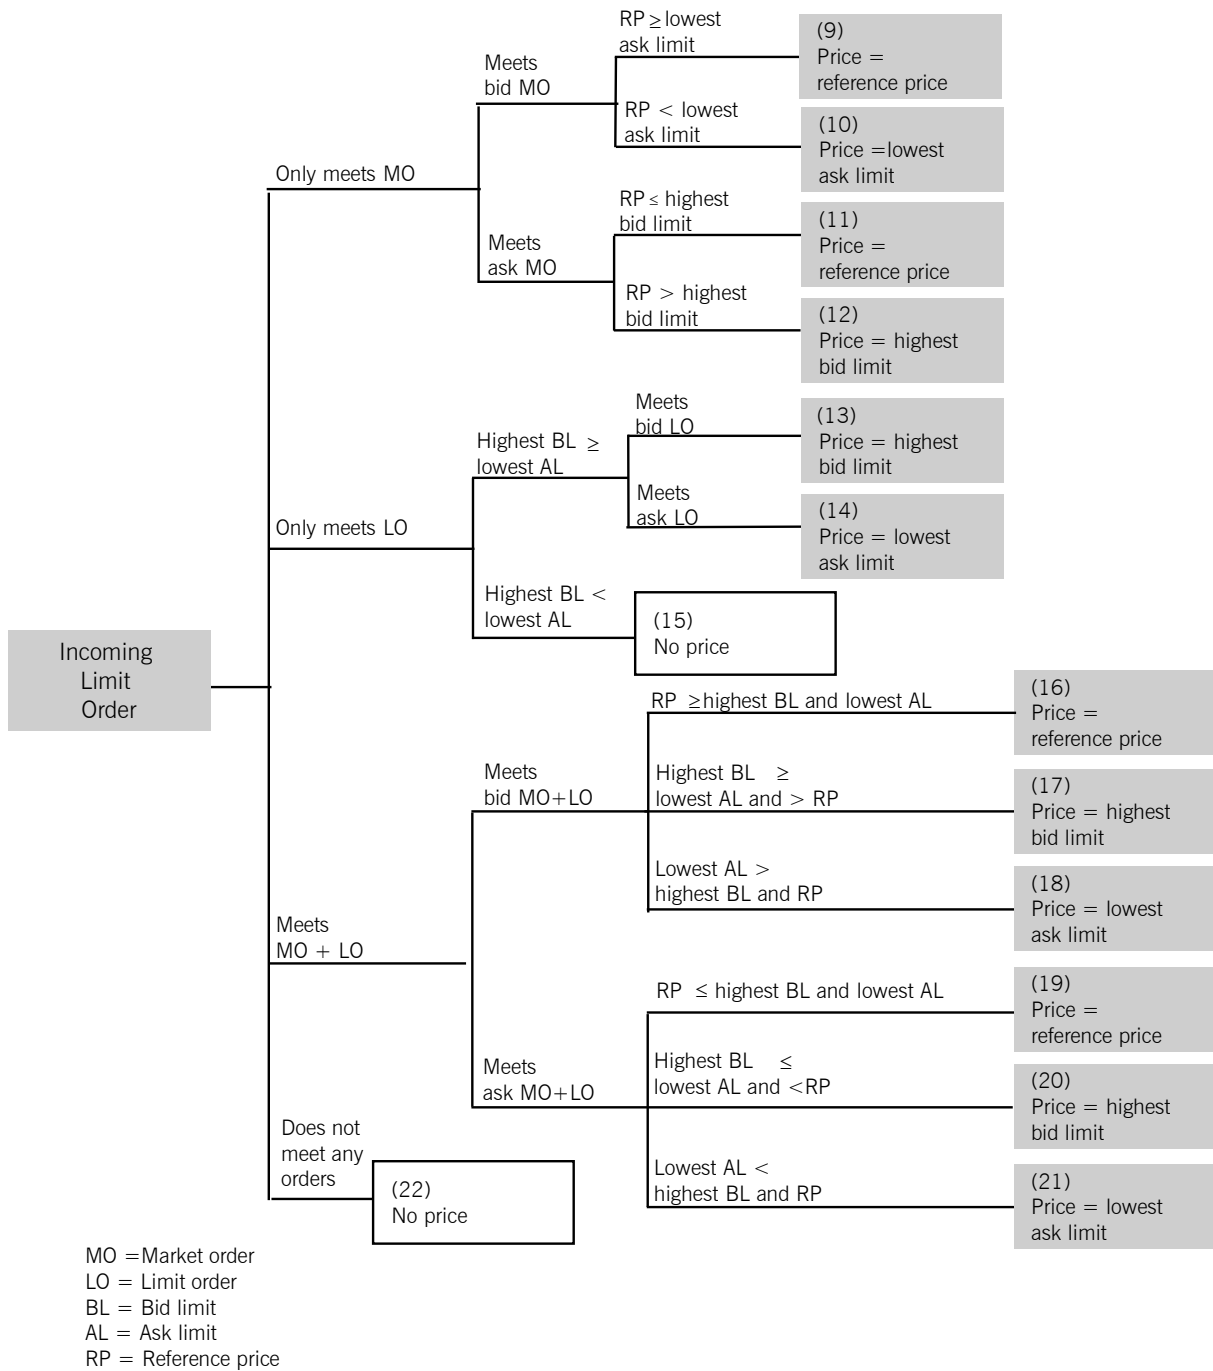 RP ≥ lowest
ask limit
(9)
Price =
reference price
Meets
bid MO
RP < lowest
ask limit
(10)
Price =lowest
ask limit
Only meets MO
RP ≤ highest
bid limit
(11)
Price =
reference price
Meets
ask MO
RP > highest
bid limit
(12)
Price = highest
bid limit
Meets
bid LO
(13)
Price = highest
bid limit
Highest BL ≥
lowest AL
Meets
ask LO
(14)
Price = lowest
ask limit
Only meets LO
Highest BL <
lowest AL
(15)
No price
Incoming
Limit
Order
RP ≥highest BL and lowest AL
(16)
Price =
reference price
Meets
bid MO+LO
Highest BL ≥
lowest AL and > RP
(17)
Price = highest
bid limit
Lowest AL >
highest BL and RP
(18)
Price = lowest
ask limit
Meets
MO + LO
RP ≤ highest BL and lowest AL
(19)
Price =
reference price
Meets
ask MO+LO
Highest BL ≤
lowest AL and <RP
(20)
Price = highest
bid limit
Lowest AL <
highest BL and RP
(21)
Price = lowest
ask limit
Does not
meet any
orders
(22)
No price
MO =Market order
LO = Limit order
BL = Bid limit
AL = Ask limit
RP = Reference price